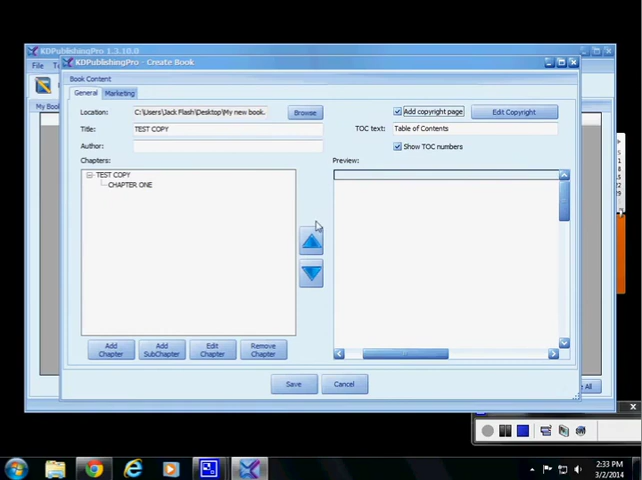 KDPublishingPro 1.3.10.0
KDPublishingPro - Create Book
File
Book Content
General Marketing
Location: C:\Users\Jack Flash\Desktop\My new book. Browse
Add copyright page Edit Copyright
Title: TEST COPY
TOC text: Table of Contents
Author:
Show TOC numbers
Chapters:
Preview:
TEST COPY
CHAPTER ONE
Add Chapter
Add SubChapter
Edit Chapter
Remove Chapter
Save Cancel
All
2:33 PM
3/2/2014